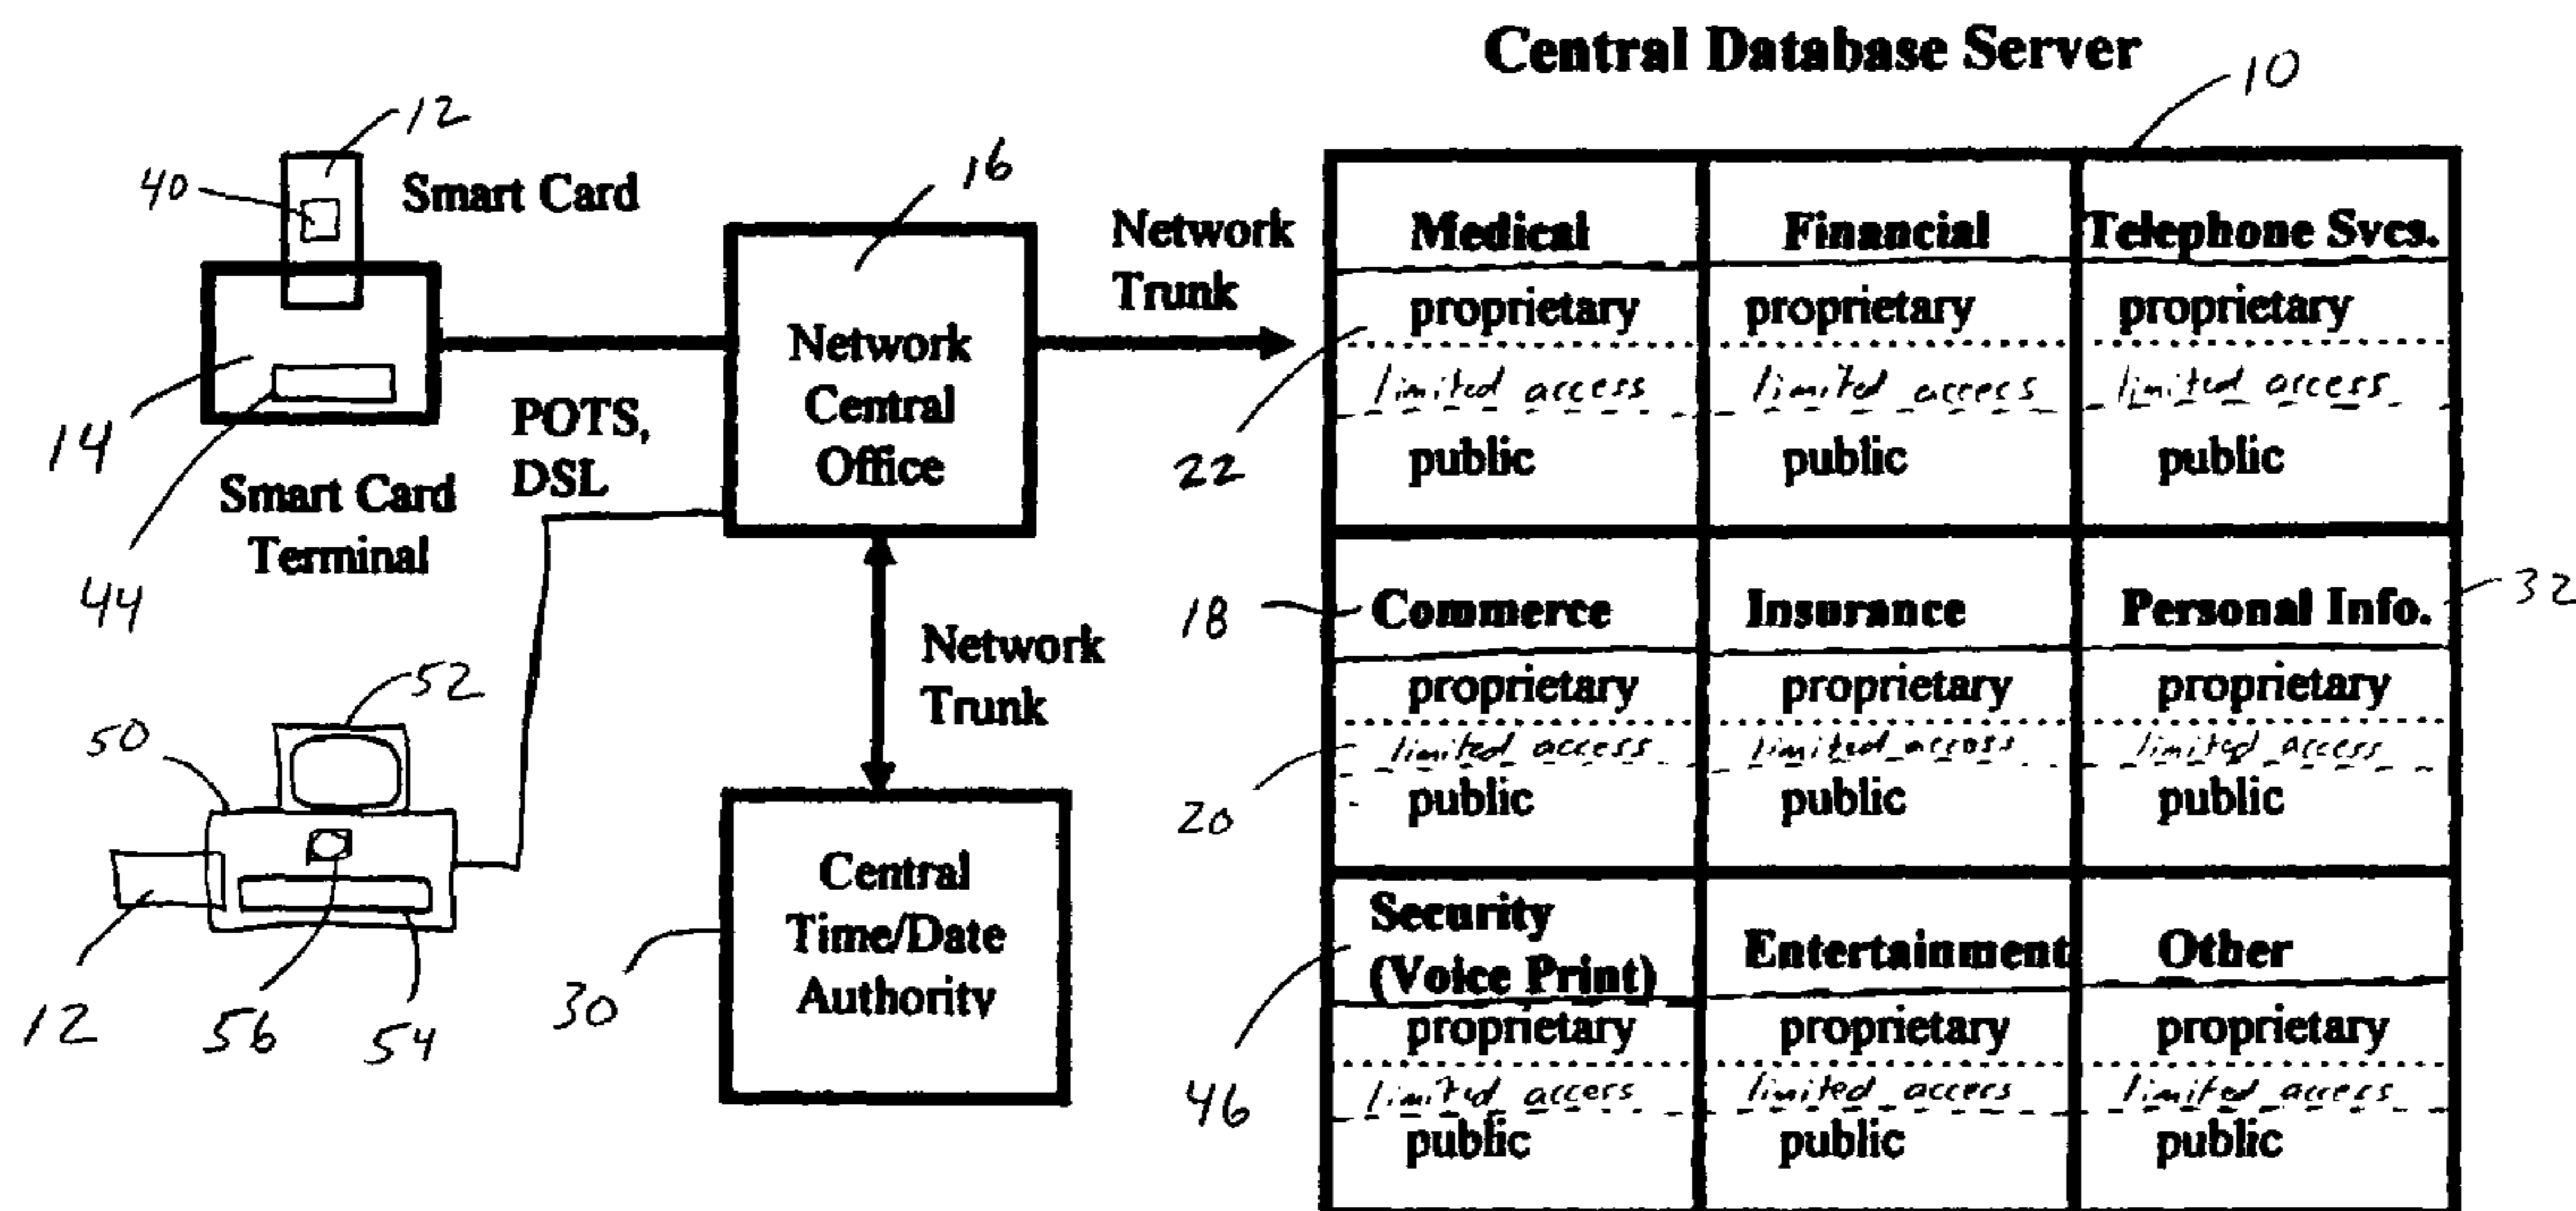 Central Database Server
10
12
40
Smart Card
16
Network
Trunk
Network
Central
Office
14
44
Smart Card
Terminal
POTS,
DSL
Network
Trunk
52
50
12
56
54
30
Central
Time/Date
Authority
Medical Financial Telephone Svcs.
proprietary proprietary proprietary
22
limited access limited access limited access
public public public
18
Commerce Insurance Personal Info.
32
proprietary proprietary proprietary
20
limited access limited access limited access
public public public
46
Security
(Voice Print) Entertainment Other
proprietary proprietary proprietary
limited access limited access limited access
public public public